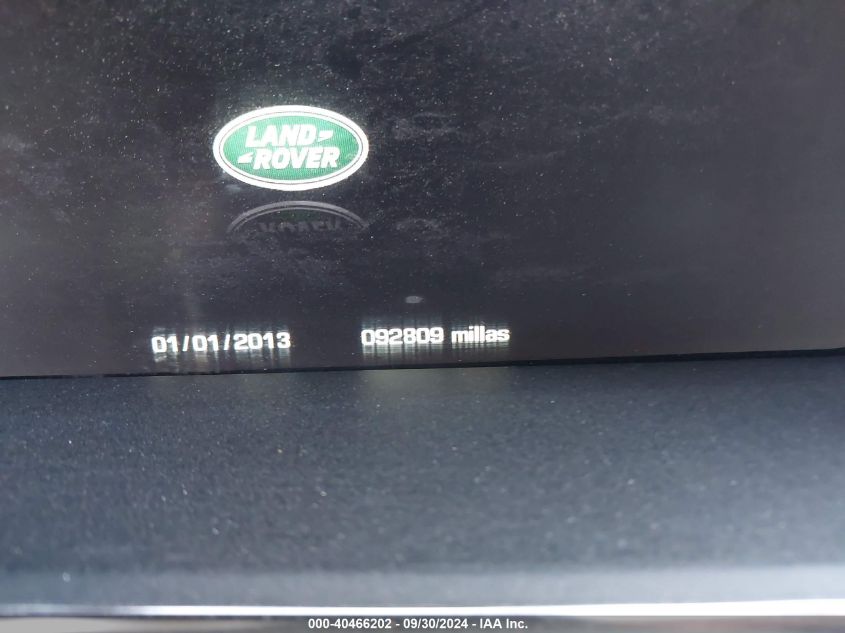 LAND
ROVER
01/01/2013 092809 millas
000-40466202 - 09/30/2024 - IAA Inc.